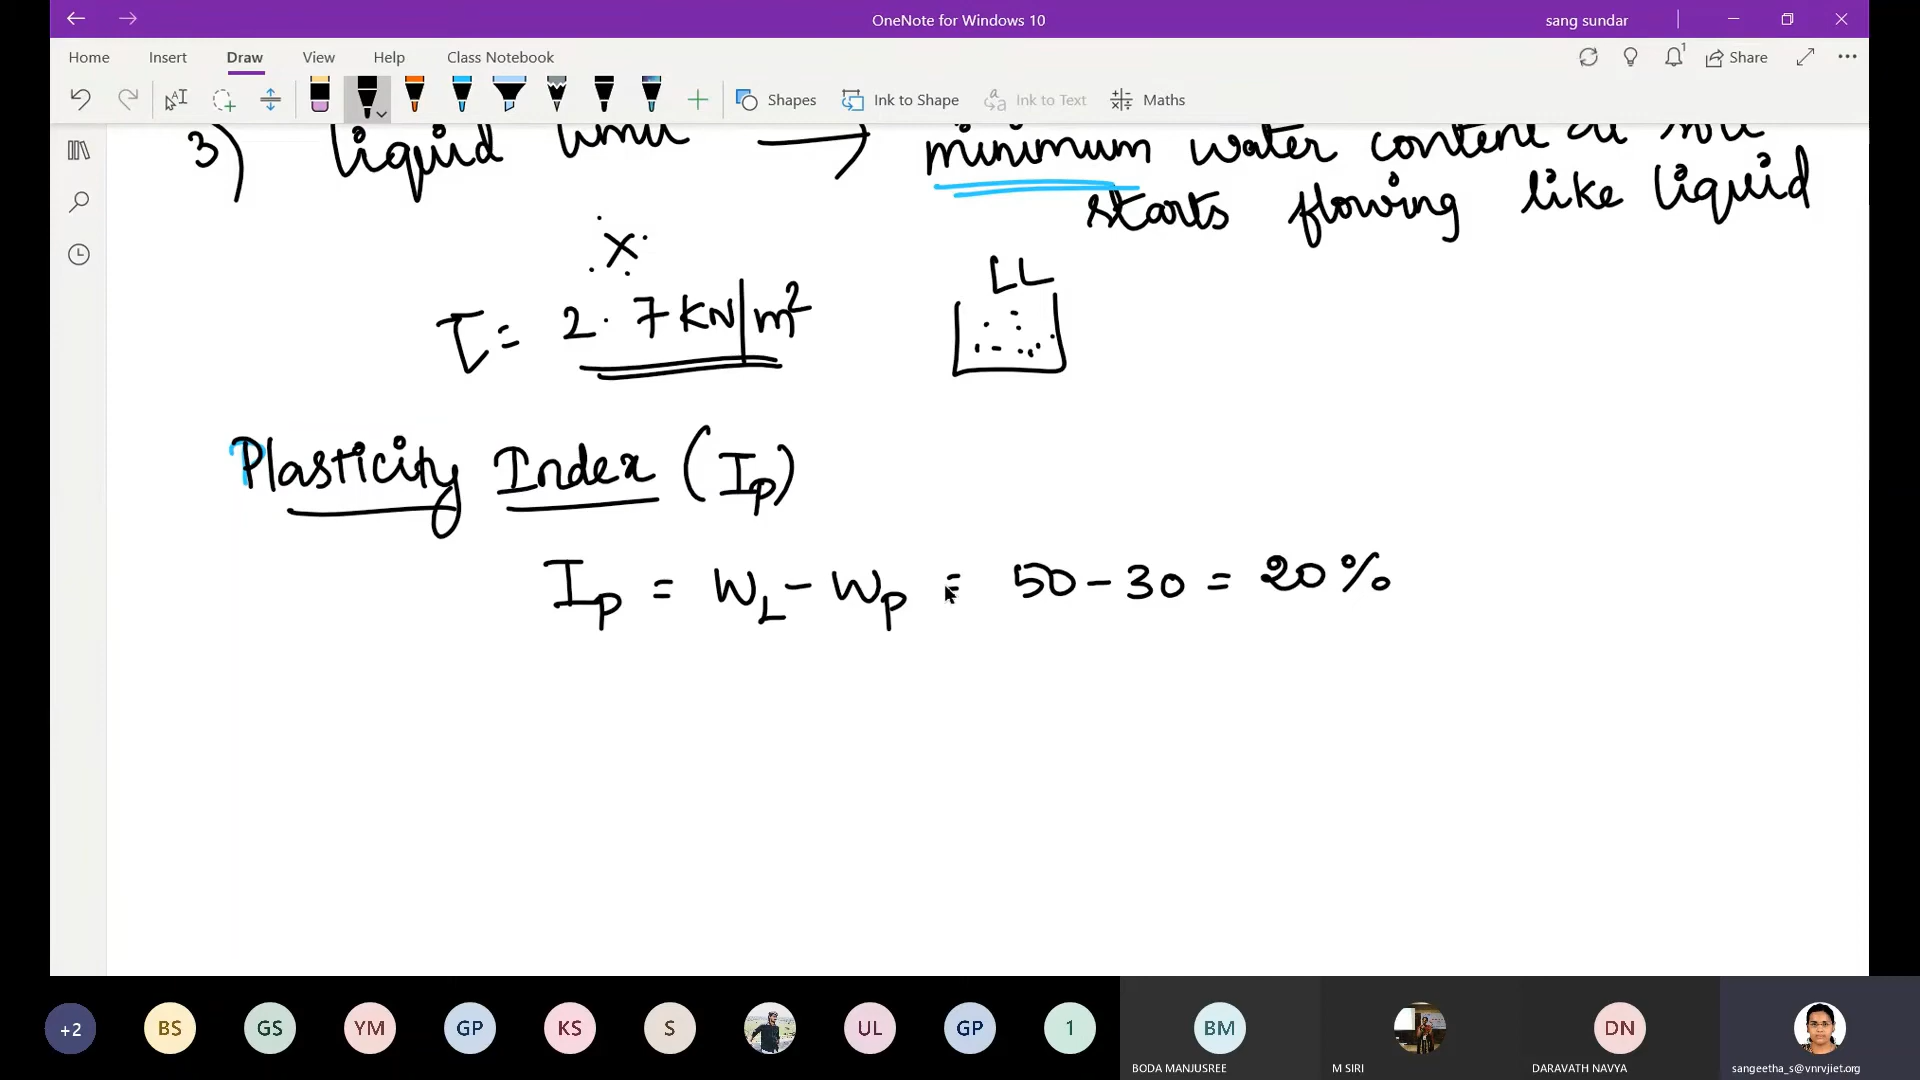 OneNote for Windows 10
sang sundar
Home Insert Draw View Help Class Notebook
1
Share
Shapes
Ink to Shape
Ink to Text
Maths
3) liquid limit → minimum water content at soil
starts flowing like liquid
X
LL
τ = 2.7 KN/m²
Plasticity Index (Ip)
Ip = WL - Wp = 50 - 30 = 20%
+2 BS GS YM GP KS S UL GP 1 BM DN
BODA MANJUSREE
M SIRI
DARAVATH NAVYA
sangeetha_s@vnrvjiet.org